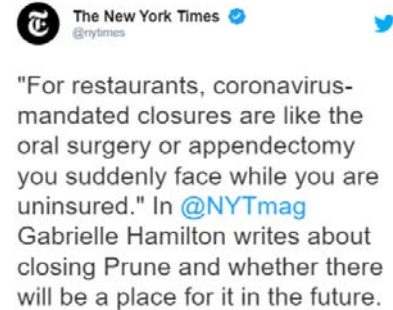 The New York Times
@nytimes
"For restaurants, coronavirus-
mandated closures are like the
oral surgery or appendectomy
you suddenly face while you are
uninsured." In @NYTmag
Gabrielle Hamilton writes about
closing Prune and whether there
will be a place for it in the future.